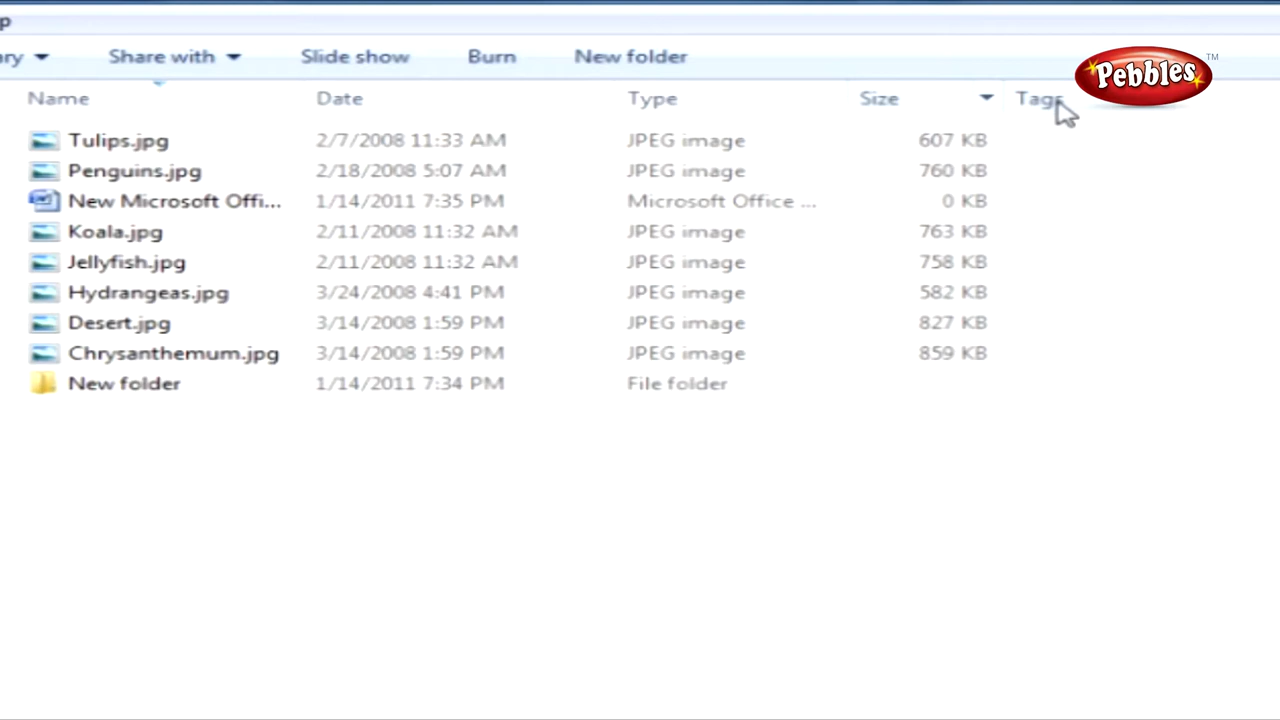 p
ary Share with Slide show Burn New folder
Pebbles™
Name Date Type Size Tags
Tulips.jpg 2/7/2008 11:33 AM JPEG image 607 KB
Penguins.jpg 2/18/2008 5:07 AM JPEG image 760 KB
New Microsoft Offi... 1/14/2011 7:35 PM Microsoft Office ... 0 KB
Koala.jpg 2/11/2008 11:32 AM JPEG image 763 KB
Jellyfish.jpg 2/11/2008 11:32 AM JPEG image 758 KB
Hydrangeas.jpg 3/24/2008 4:41 PM JPEG image 582 KB
Desert.jpg 3/14/2008 1:59 PM JPEG image 827 KB
Chrysanthemum.jpg 3/14/2008 1:59 PM JPEG image 859 KB
New folder 1/14/2011 7:34 PM File folder